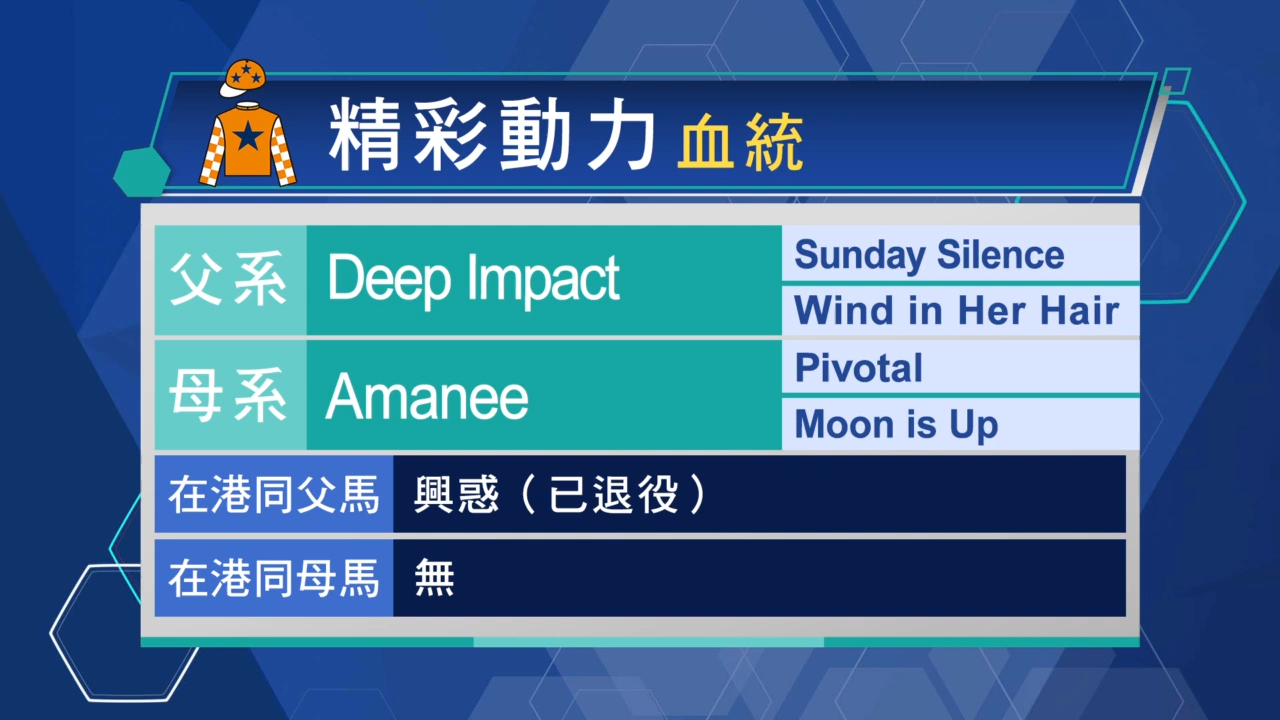 精彩動力 血統
父系 Deep Impact
Sunday Silence
Wind in Her Hair
母系 Amanee
Pivotal
Moon is Up
在港同父馬 興惑（已退役）
在港同母馬 無